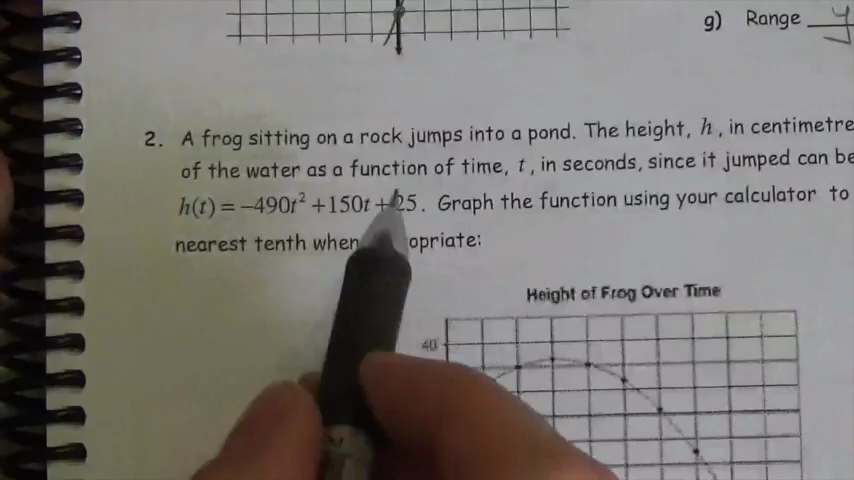 g) Range y
2. A frog sitting on a rock jumps into a pond. The height, h, in centimetre
of the water as a function of time, t, in seconds, since it jumped can be
h(t) = −490t² +150t + 25. Graph the function using your calculator to
nearest tenth when opriate:
Height of Frog Over Time
40